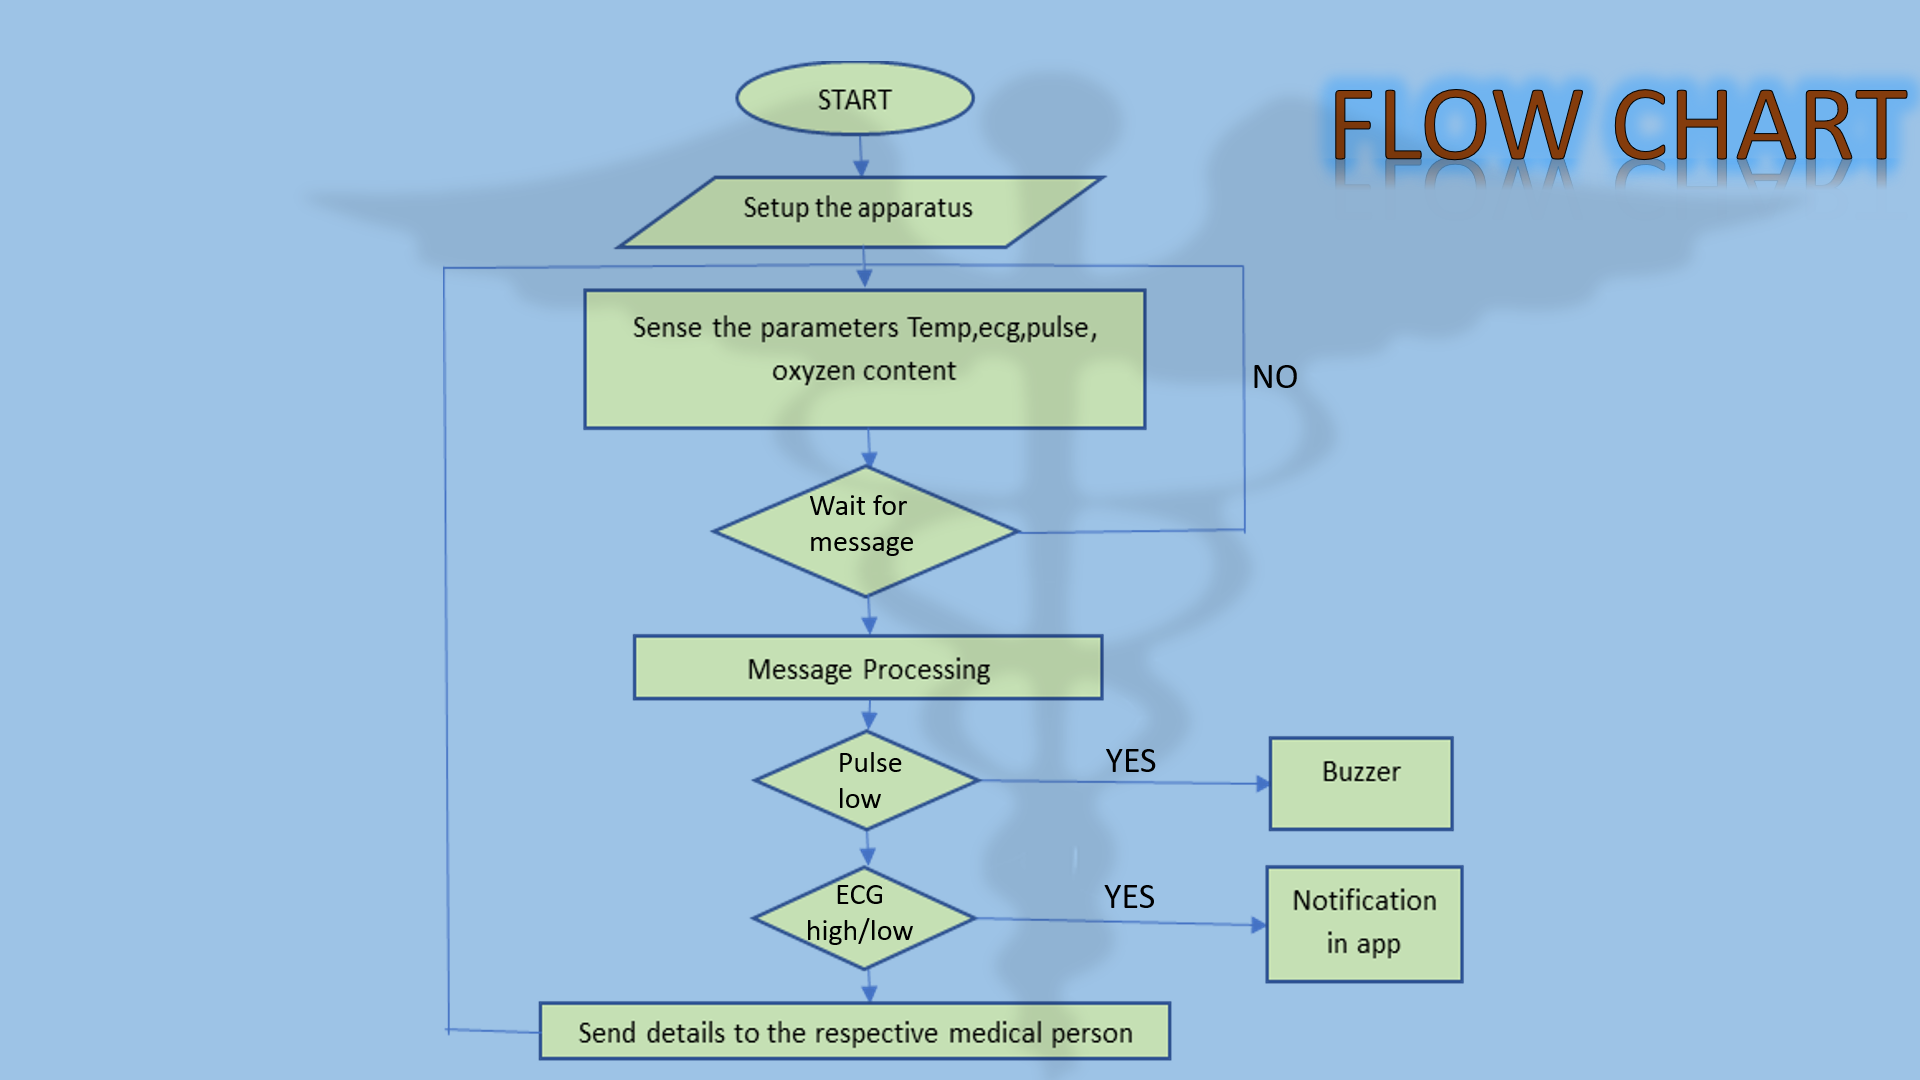 FLOW CHART
START
Setup the apparatus
Sense the parameters Temp,ecg,pulse,
oxyzen content
NO
Wait for
message
Message Processing
Pulse
low
YES
Buzzer
ECG
high/low
YES
Notification
in app
Send details to the respective medical person